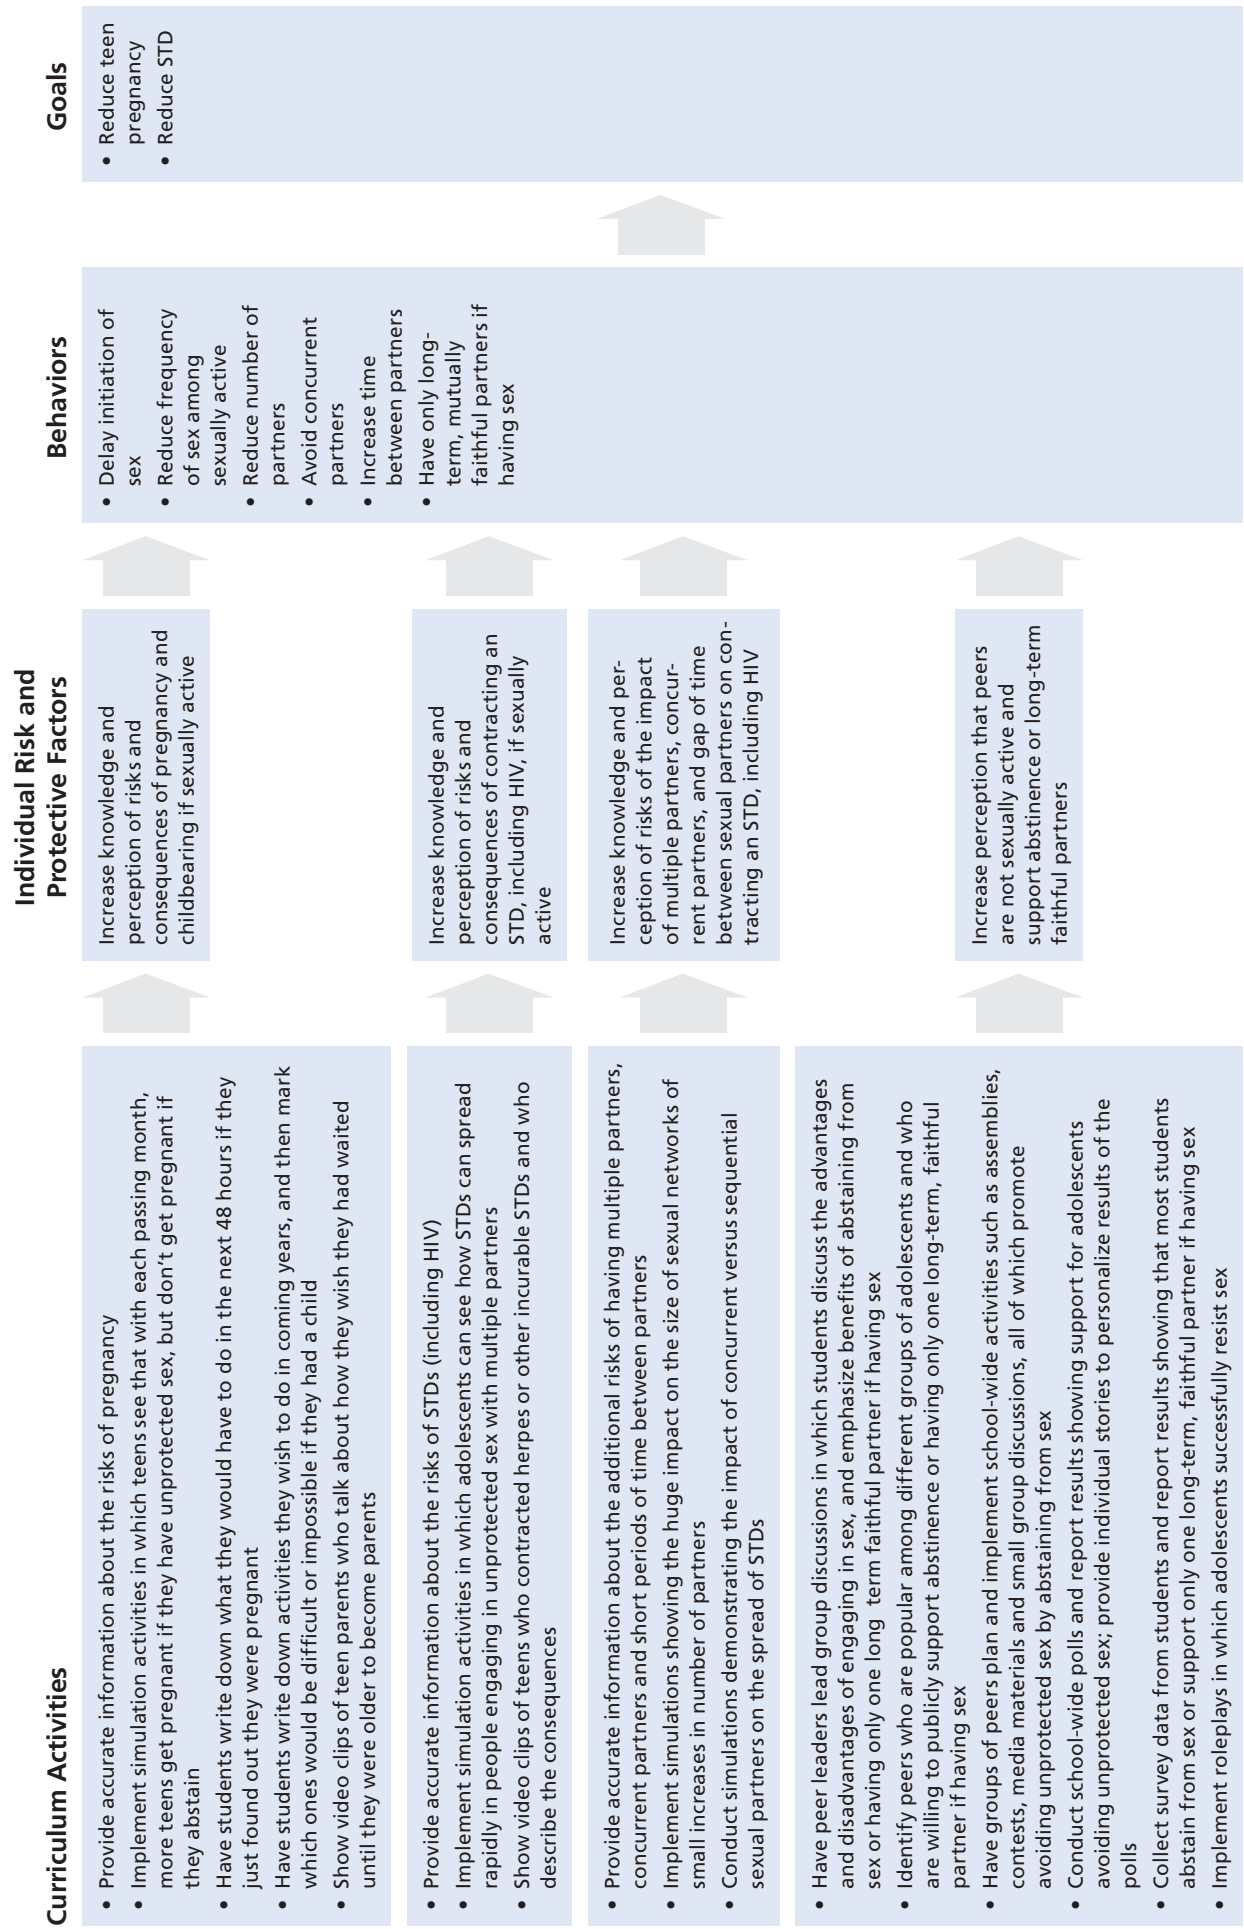 Curriculum Activities
• Provide accurate information about the risks of pregnancy
• Implement simulation activities in which teens see that with each passing month,
more teens get pregnant if they have unprotected sex, but don't get pregnant if
they abstain
• Have students write down what they would have to do in the next 48 hours if they
just found out they were pregnant
• Have students write down activities they wish to do in coming years, and then mark
which ones would be difficult or impossible if they had a child
• Show video clips of teen parents who talk about how they wish they had waited
until they were older to become parents
• Provide accurate information about the risks of STDs (including HIV)
• Implement simulation activities in which adolescents can see how STDs can spread
rapidly in people engaging in unprotected sex with multiple partners
• Show video clips of teens who contracted herpes or other incurable STDs and who
describe the consequences
• Provide accurate information about the additional risks of having multiple partners,
concurrent partners and short periods of time between partners
• Implement simulations showing the huge impact on the size of sexual networks of
small increases in number of partners
• Conduct simulations demonstrating the impact of concurrent versus sequential
sexual partners on the spread of STDs
• Have peer leaders lead group discussions in which students discuss the advantages
and disadvantages of engaging in sex, and emphasize benefits of abstaining from
sex or having only one long term faithful partner if having sex
• Identify peers who are popular among different groups of adolescents and who
are willing to publicly support abstinence or having only one long-term, faithful
partner if having sex
• Have groups of peers plan and implement school-wide activities such as assemblies,
contests, media materials and small group discussions, all of which promote
avoiding unprotected sex by abstaining from sex
• Conduct school-wide polls and report results showing support for adolescents
avoiding unprotected sex; provide individual stories to personalize results of the
polls
• Collect survey data from students and report results showing that most students
abstain from sex or support only one long-term, faithful partner if having sex
• Implement roleplays in which adolescents successfully resist sex
Individual Risk and
Protective Factors
Increase knowledge and
perception of risks and
consequences of pregnancy and
childbearing if sexually active
Increase knowledge and
perception of risks and
consequences of contracting an
STD, including HIV, if sexually
active
Increase knowledge and per-
ception of risks of the impact
of multiple partners, concur-
rent partners, and gap of time
between sexual partners on con-
tracting an STD, including HIV
Increase perception that peers
are not sexually active and
support abstinence or long-term
faithful partners
Behaviors
• Delay initiation of
sex
• Reduce frequency
of sex among
sexually active
• Reduce number of
partners
• Avoid concurrent
partners
• Increase time
between partners
• Have only long-
term, mutually
faithful partners if
having sex
Goals
• Reduce teen
pregnancy
• Reduce STD